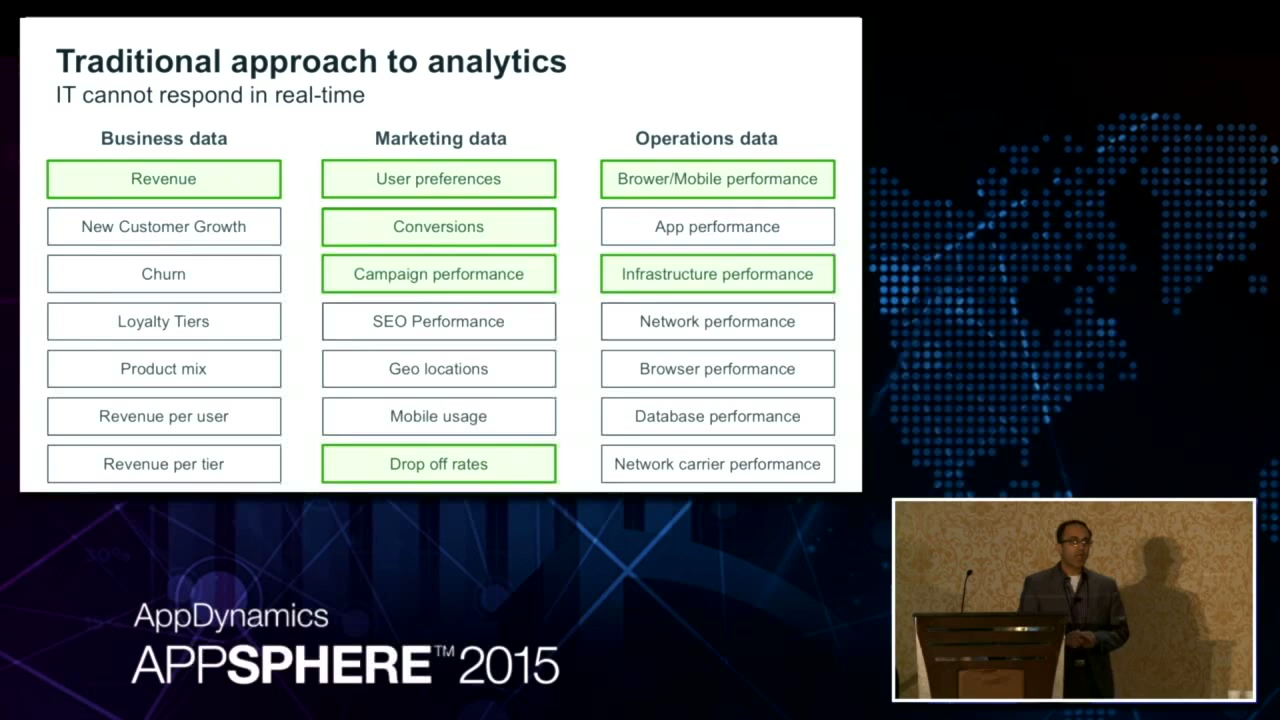 Traditional approach to analytics
IT cannot respond in real-time
Business data
Revenue
New Customer Growth
Churn
Loyalty Tiers
Product mix
Revenue per user
Revenue per tier
Marketing data
User preferences
Conversions
Campaign performance
SEO Performance
Geo locations
Mobile usage
Drop off rates
Operations data
Brower/Mobile performance
App performance
Infrastructure performance
Network performance
Browser performance
Database performance
Network carrier performance
AppDynamics
APPSPHERE™ 2015